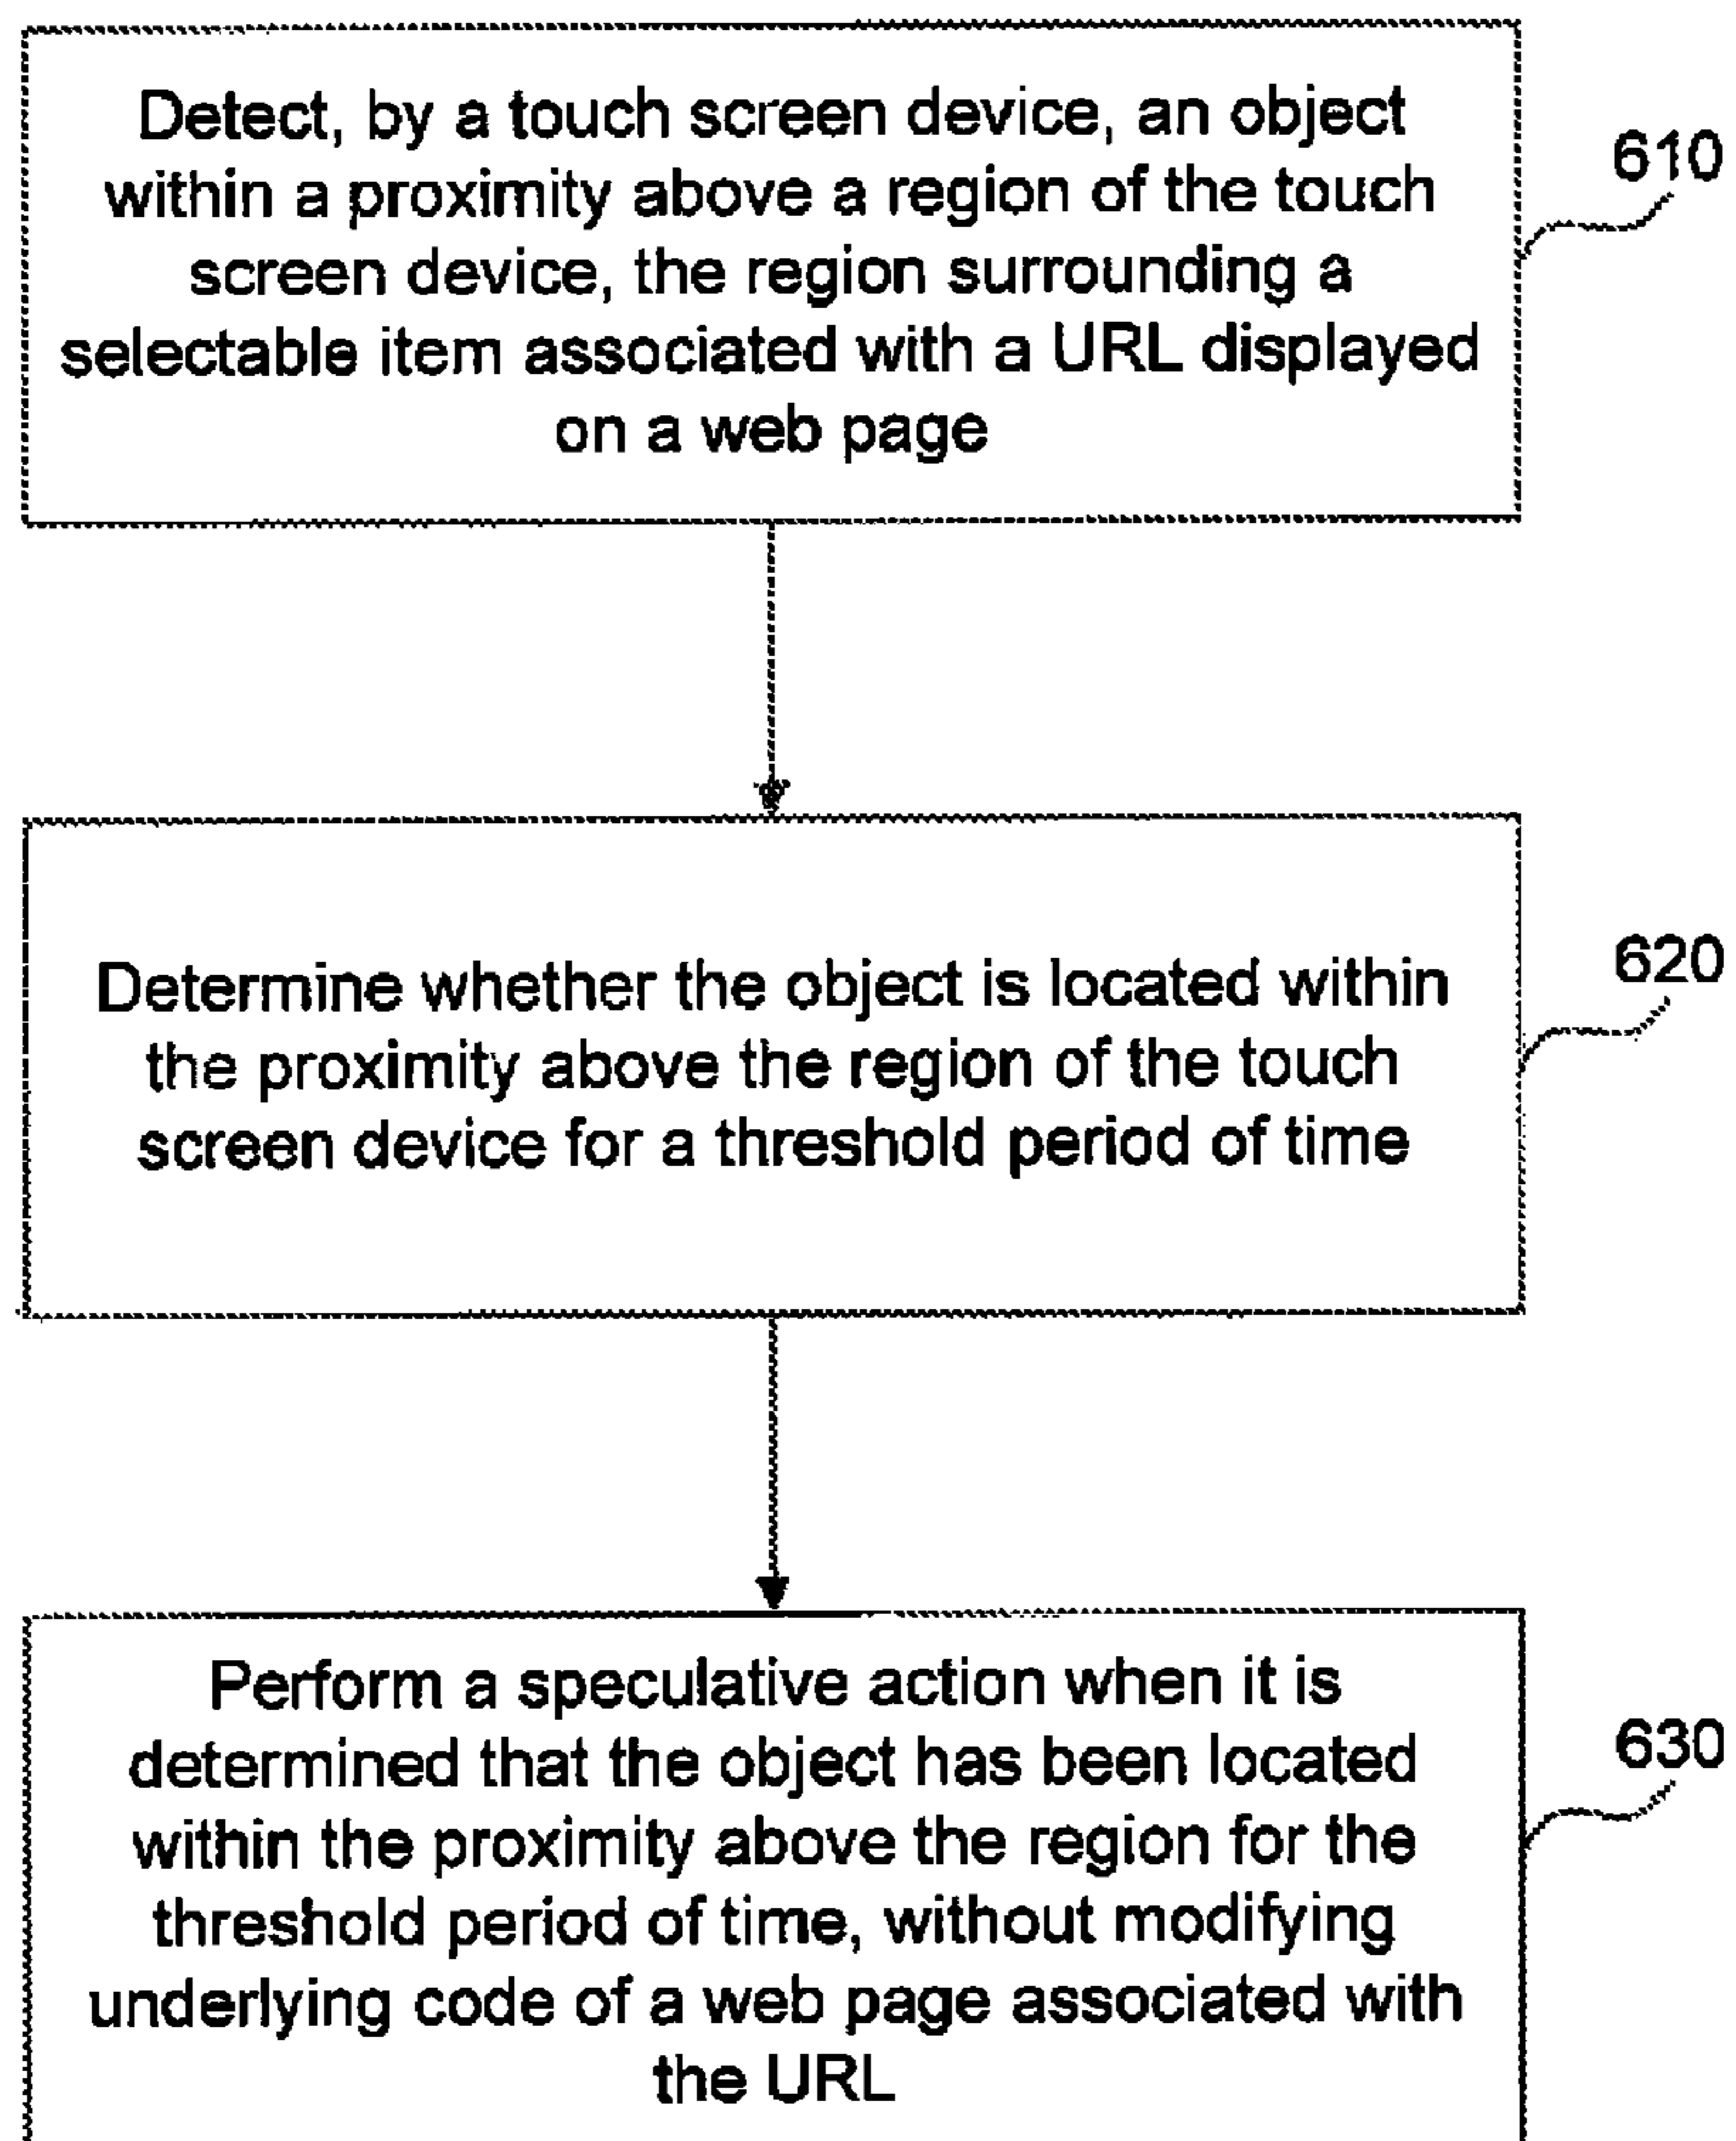 Detect, by a touch screen device, an object
within a proximity above a region of the touch
screen device, the region surrounding a
selectable item associated with a URL displayed
on a web page
610
Determine whether the object is located within
the proximity above the region of the touch
screen device for a threshold period of time
620
Perform a speculative action when it is
determined that the object has been located
within the proximity above the region for the
threshold period of time, without modifying
underlying code of a web page associated with
the URL
630